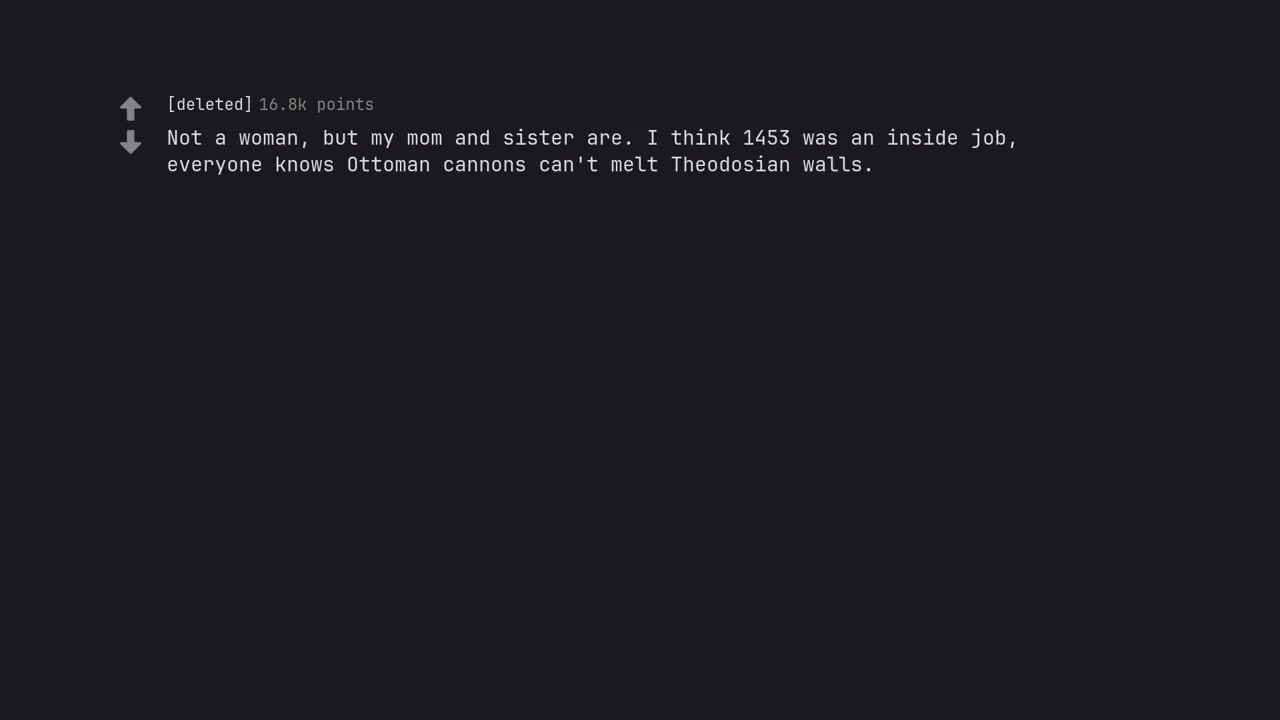 [deleted] 16.8k points
Not a woman, but my mom and sister are. I think 1453 was an inside job,
everyone knows Ottoman cannons can't melt Theodosian walls.